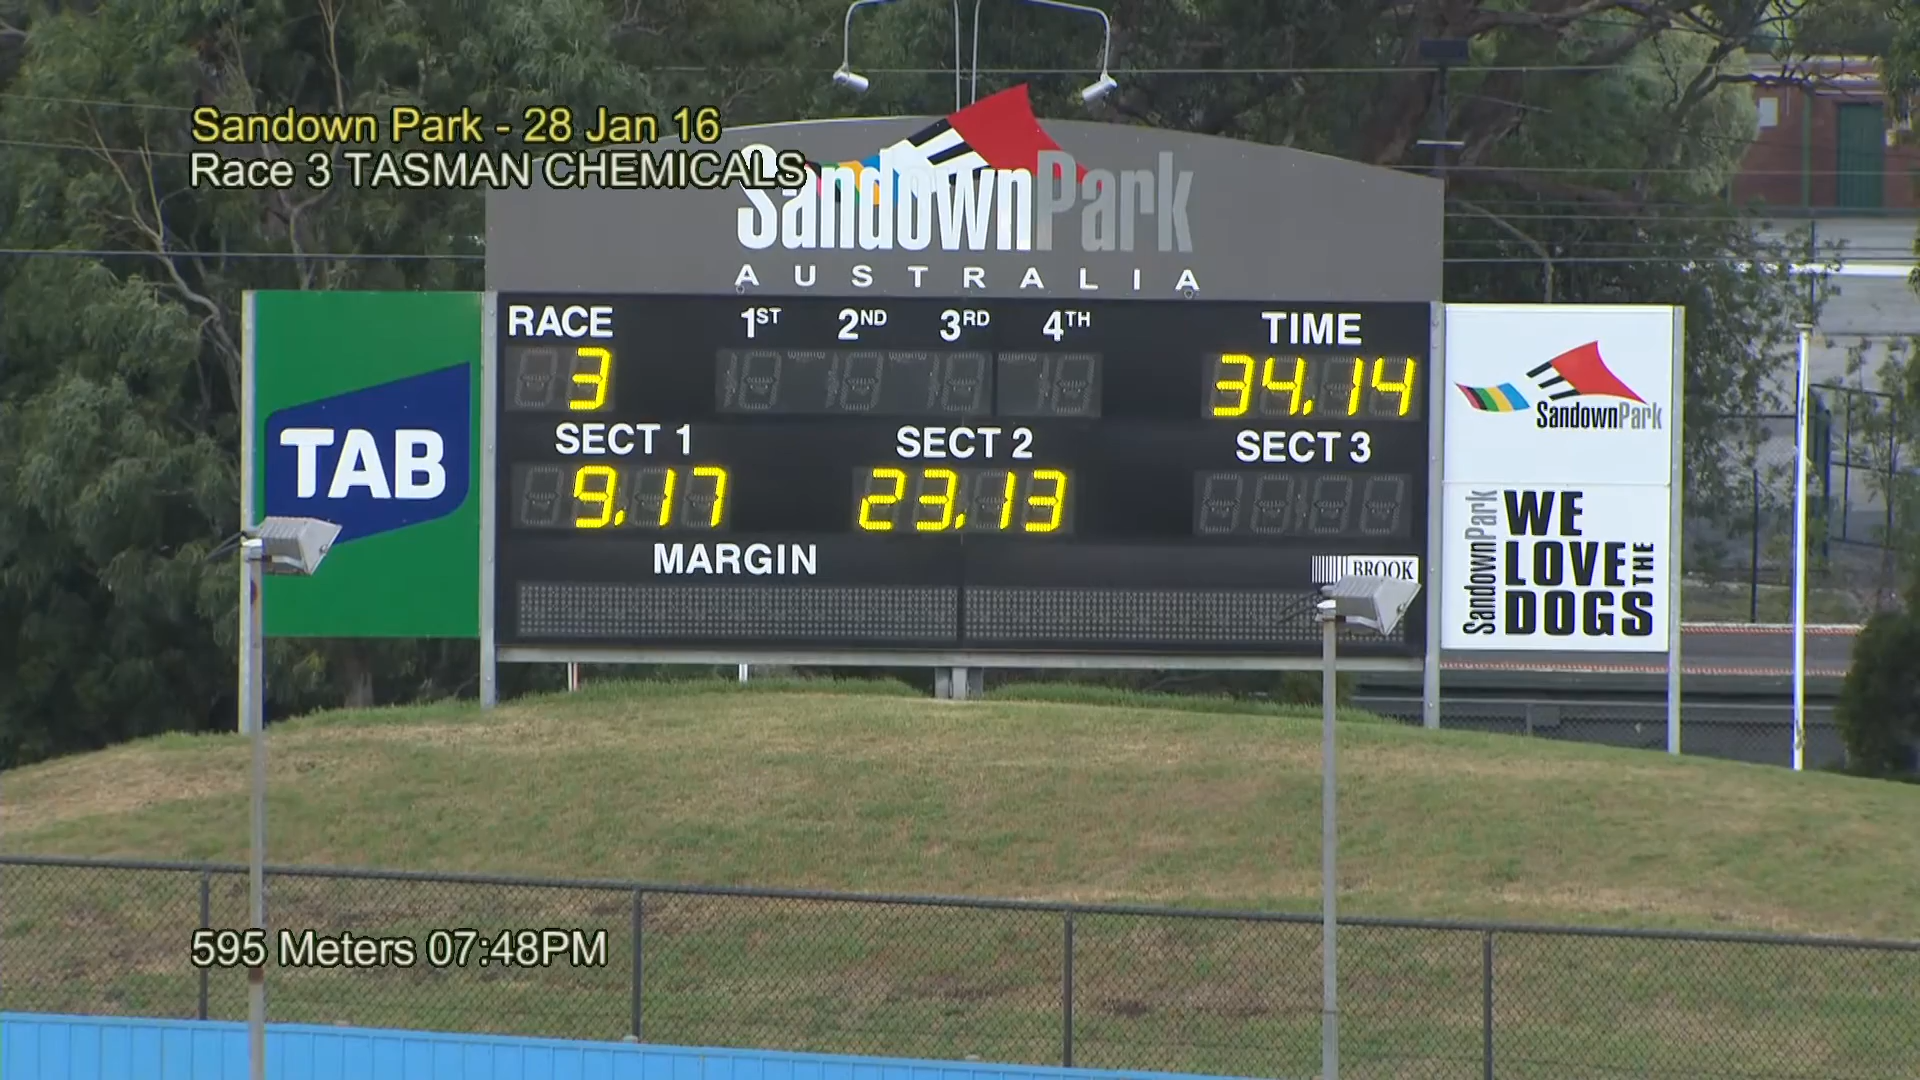 Sandown Park - 28 Jan 16
Race 3 TASMAN CHEMICALS
SandownPark
AUSTRALIA
RACE 1ST 2ND 3RD 4TH TIME
3 34.14
SECT 1 SECT 2 SECT 3
9.17 23.13
MARGIN
BROOK
TAB
SandownPark
SandownPark
WE
LOVE THE
DOGS
595 Meters 07:48PM